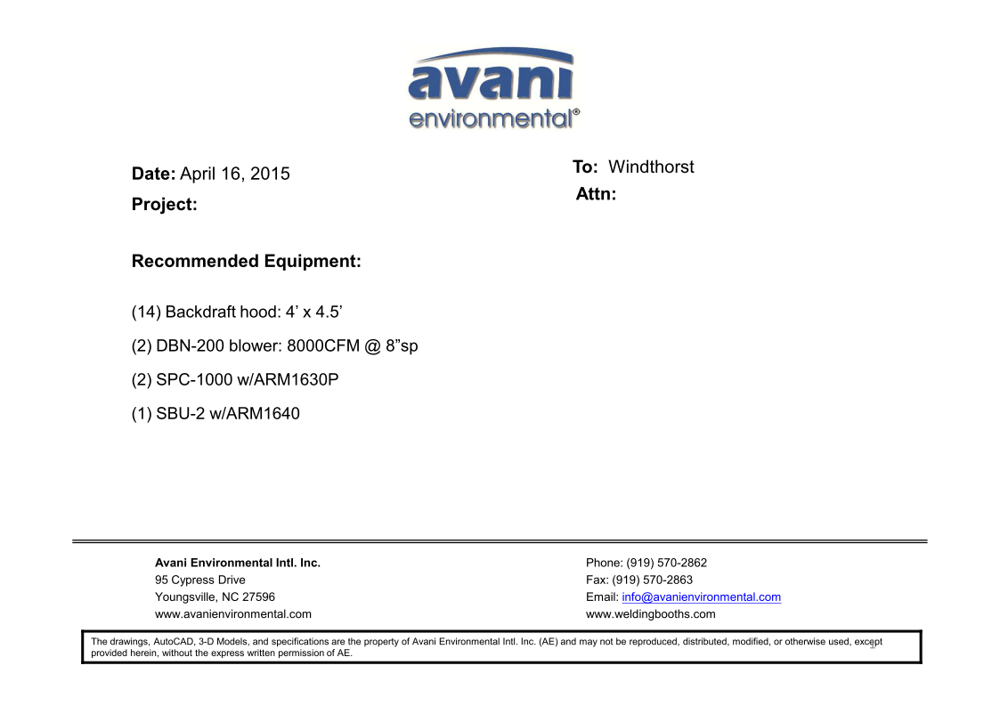 avani
environmental®
Date: April 16, 2015
To: Windthorst
Attn:
Project:
Recommended Equipment:
(14) Backdraft hood: 4’ x 4.5’
(2) DBN-200 blower: 8000CFM @ 8”sp
(2) SPC-1000 w/ARM1630P
(1) SBU-2 w/ARM1640
Avani Environmental Intl. Inc.
95 Cypress Drive
Youngsville, NC 27596
www.avanienvironmental.com
Phone: (919) 570-2862
Fax: (919) 570-2863
Email: info@avanienvironmental.com
www.weldingbooths.com
The drawings, AutoCAD, 3-D Models, and specifications are the property of Avani Environmental Intl. Inc. (AE) and may not be reproduced, distributed, modified, or otherwise used, except
provided herein, without the express written permission of AE.